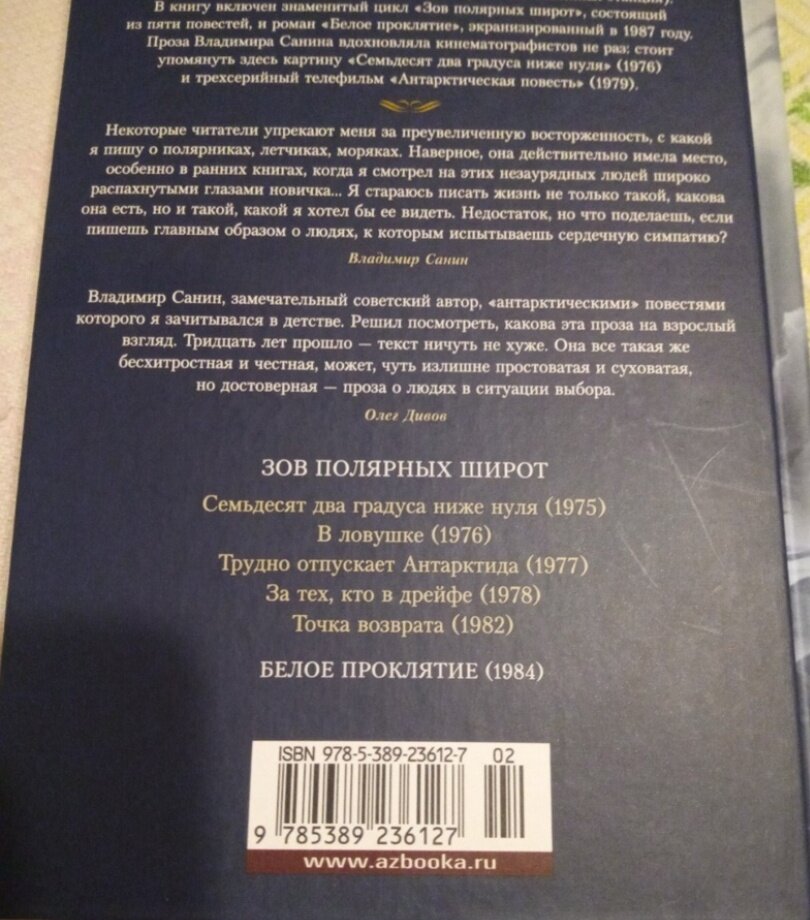 В книгу включен знаменитый цикл «Зов полярных широт», состоящий
из пяти повестей, и роман «Белое проклятие», экранизированный в 1987 году.
Проза Владимира Санина вдохновляла кинематографистов не раз: стоит
упомянуть здесь картину «Семьдесят два градуса ниже нуля» (1976)
и трехсерийный телефильм «Антарктическая повесть» (1979).
Некоторые читатели упрекают меня за преувеличенную восторженность, с какой
я пишу о полярниках, летчиках, моряках. Наверное, она действительно имела место,
особенно в ранних книгах, когда я смотрел на этих незаурядных людей широко
распахнутыми глазами новичка... Я стараюсь писать жизнь не только такой, какова
она есть, но и такой, какой я хотел бы ее видеть. Недостаток, но что поделаешь, если
пишешь главным образом о людях, к которым испытываешь сердечную симпатию?
Владимир Санин
Владимир Санин, замечательный советский автор, «антарктическими» повестями
которого я зачитывался в детстве. Решил посмотреть, какова эта проза на взрослый
взгляд. Тридцать лет прошло — текст ничуть не хуже. Она все такая же
бесхитростная и честная, может, чуть излишне простоватая и суховатая,
но достоверная — проза о людях в ситуации выбора.
Олег Дивов
ЗОВ ПОЛЯРНЫХ ШИРОТ
Семьдесят два градуса ниже нуля (1975)
В ловушке (1976)
Трудно отпускает Антарктида (1977)
За тех, кто в дрейфе (1978)
Точка возврата (1982)
БЕЛОЕ ПРОКЛЯТИЕ (1984)
ISBN 978-5-389-23612-7 02
9 785389 236127
www.azbooka.ru